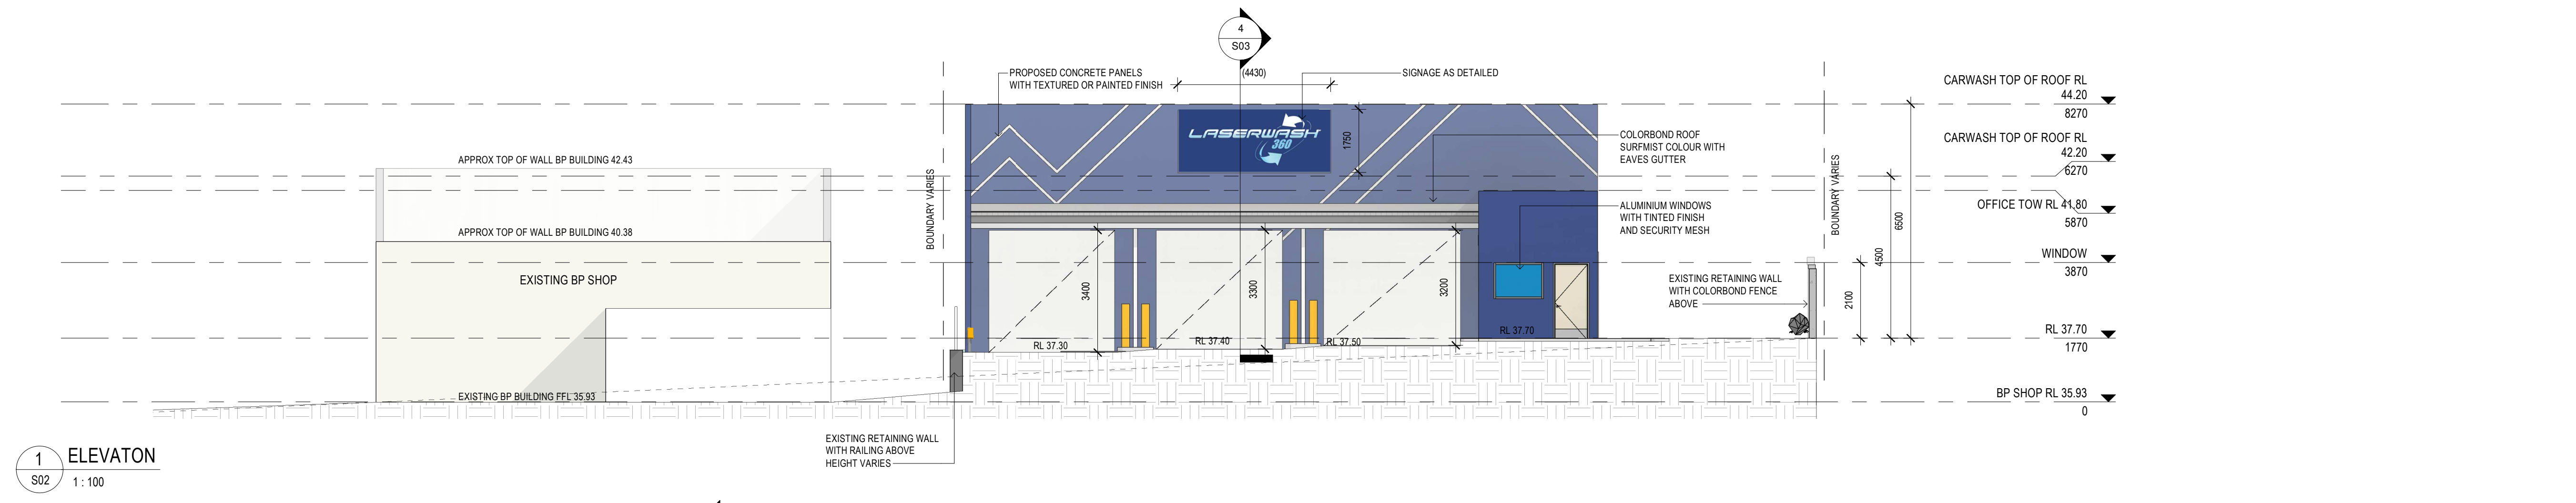 4
S03
(4430)
PROPOSED CONCRETE PANELS
WITH TEXTURED OR PAINTED FINISH
SIGNAGE AS DETAILED
CARWASH TOP OF ROOF RL
44.20
8270
LASERWASH
360
1750
COLORBOND ROOF
SURFMIST COLOUR WITH
EAVES GUTTER
CARWASH TOP OF ROOF RL
42.20
6270
APPROX TOP OF WALL BP BUILDING 42.43
BOUNDARY VARIES
BOUNDARY VARIES
ALUMINIUM WINDOWS
WITH TINTED FINISH
AND SECURITY MESH
OFFICE TOW RL 41.80
5870
6500
4500
2100
APPROX TOP OF WALL BP BUILDING 40.38
EXISTING BP SHOP
WINDOW
3870
EXISTING RETAINING WALL
WITH COLORBOND FENCE
ABOVE
3400
3300
3200
RL 37.30
RL 37.40
RL 37.50
RL 37.70
RL 37.70
1770
EXISTING BP BUILDING FFL 35.93
BP SHOP RL 35.93
0
EXISTING RETAINING WALL
WITH RAILING ABOVE
HEIGHT VARIES
1
S02
ELEVATON
1 : 100